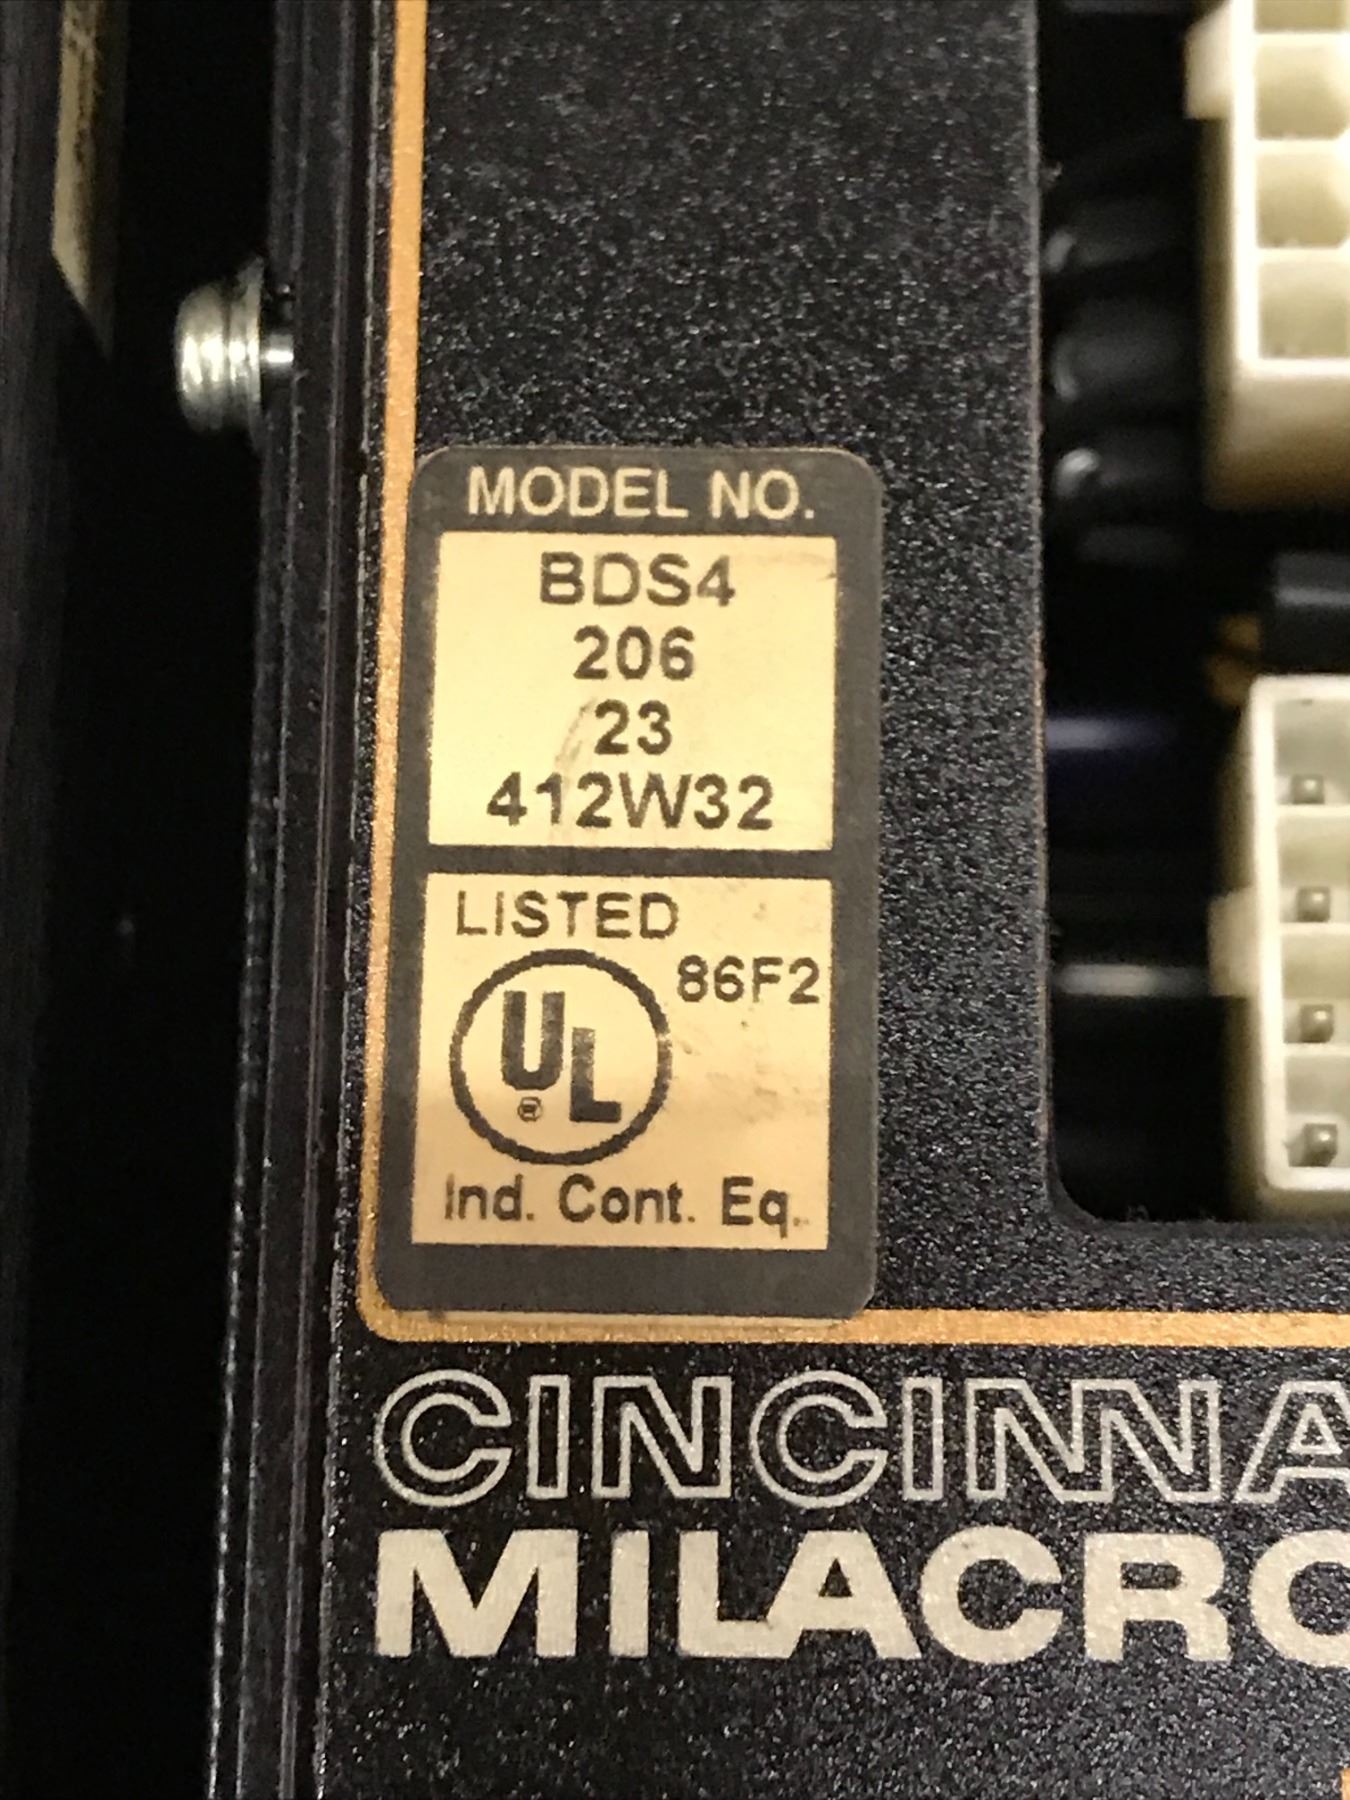 MODEL NO.
BDS4
206
23
412W32
LISTED
86F2
UL
®
Ind. Cont. Eq.
CINCINNA
MILACRO